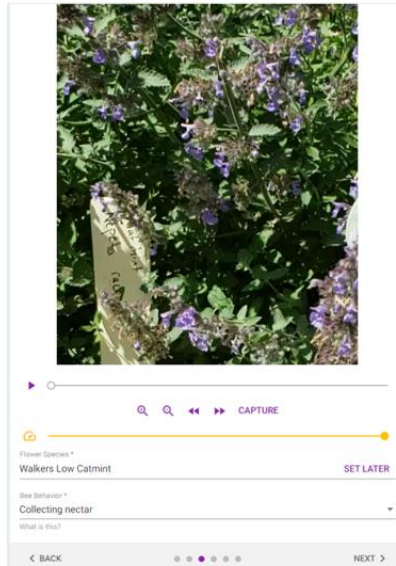 CAPTURE
Flower Species *
Walkers Low Catmint SET LATER
Bee Behavior *
Collecting nectar
What is this?
BACK NEXT